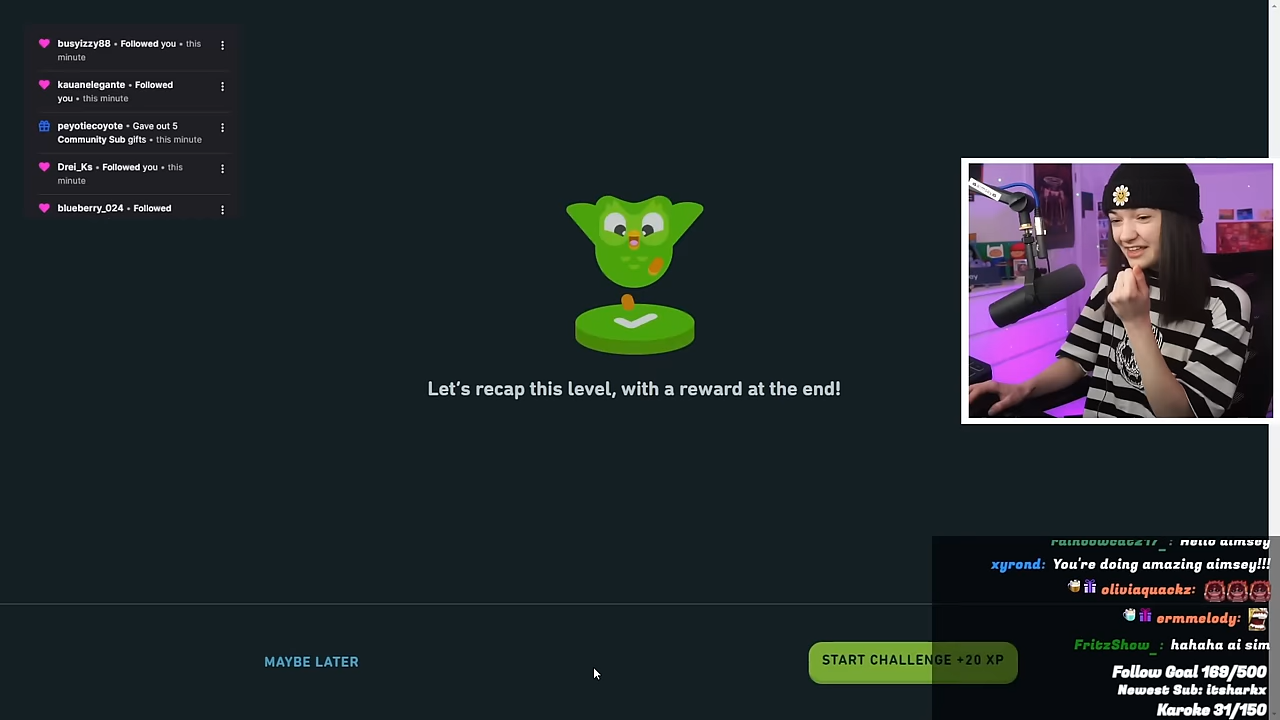 busyizzy88 • Followed you • this
minute
kauanelegante • Followed
you • this minute
peyotiecoyote • Gave out 5
Community Sub gifts • this minute
Drei_Ks • Followed you • this
minute
blueberry_024 • Followed
Let's recap this level, with a reward at the end!
MAYBE LATER
START CHALLENGE +20 XP
rainbowcat217_: Hello aimsey
xyrond: You're doing amazing aimsey!!!
oliviaquackz:
ermmelody:
FritzShow_: hahaha ai sim
Follow Goal 169/500
Newest Sub: itsharkx
Karoke 31/150